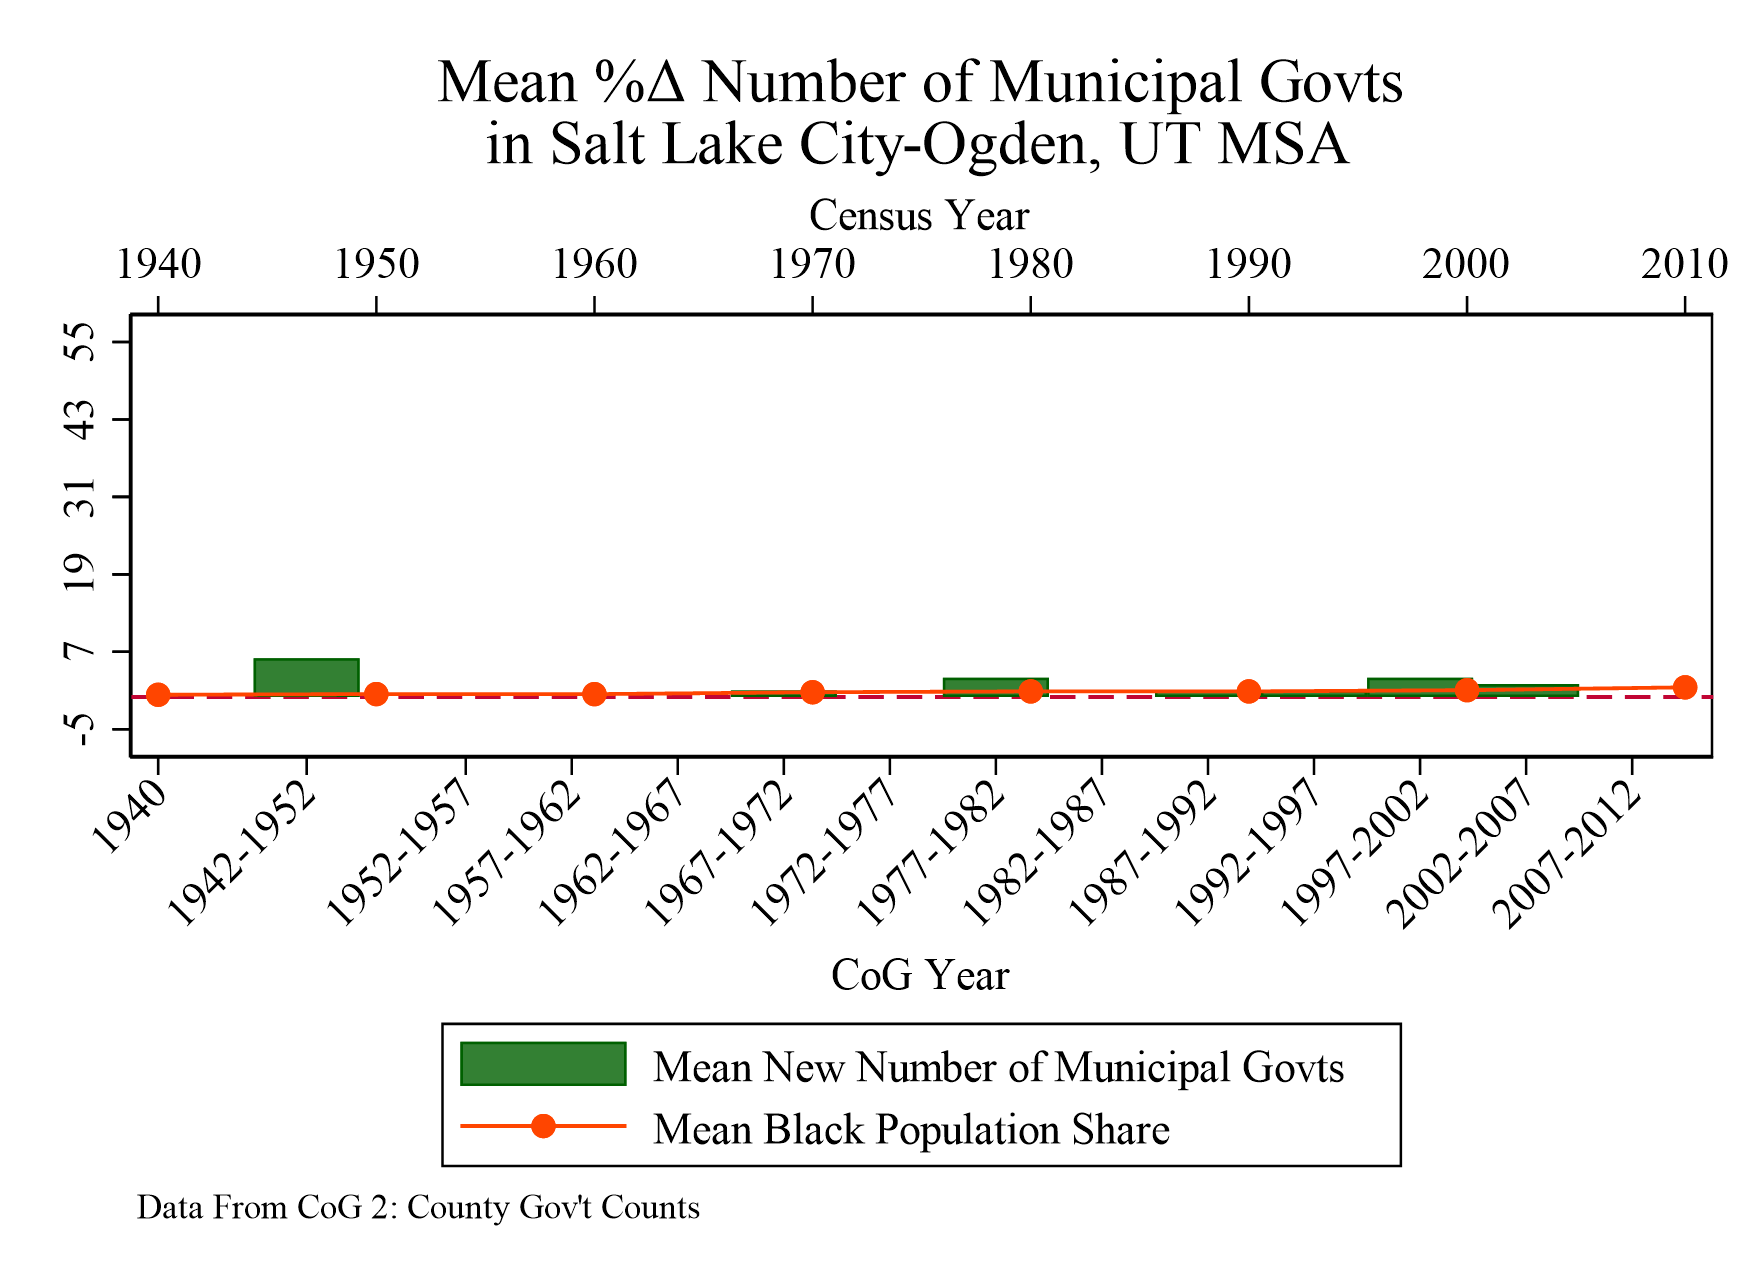 Mean %Δ Number of Municipal Govts
in Salt Lake City-Ogden, UT MSA
Census Year
1940 1950 1960 1970 1980 1990 2000 2010
55
43
31
19
7
-5
1940 1942-1952 1952-1957 1957-1962 1962-1967 1967-1972 1972-1977 1977-1982 1982-1987 1987-1992 1992-1997 1997-2002 2002-2007 2007-2012
CoG Year
Mean New Number of Municipal Govts
Mean Black Population Share
Data From CoG 2: County Gov't Counts